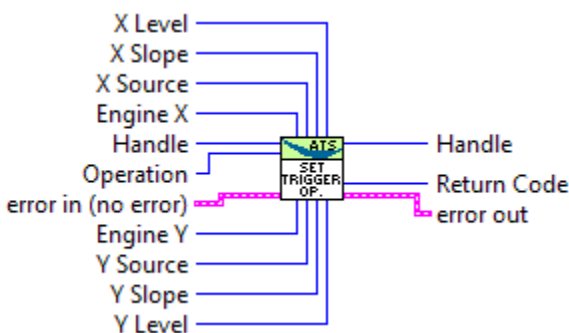 X Level
X Slope
X Source
Engine X
Handle
Operation
error in (no error)
Engine Y
Y Source
Y Slope
Y Level
ATS
SET
TRIGGER
OP.
Handle
Return Code
error out